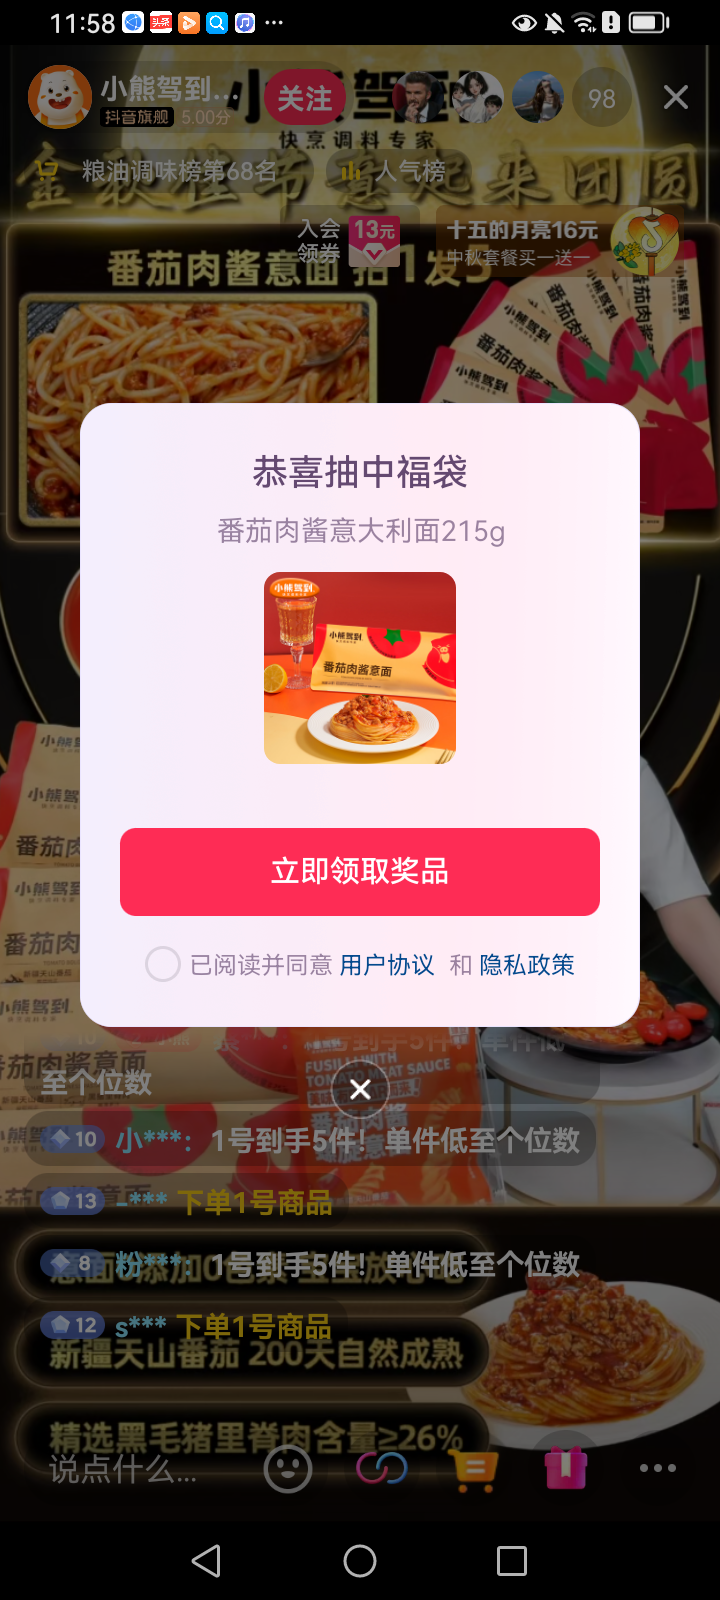 11:58
小熊驾到...
关注
98
抖音旗舰 5.00分
快烹调料专家
粮油调味榜第68名
人气榜
入会
领券
13元
十五的月亮16元
中秋套餐买一送一
番茄肉酱意面 拍1发5
恭喜抽中福袋
番茄肉酱意大利面215g
小熊驾到
小熊驾到
番茄肉酱意面
立即领取奖品
已阅读并同意 用户协议 和 隐私政策
至个位数
10 小***： 1号到手5件！单件低至个位数
13 -*** 下单1号商品
8 粉***： 1号到手5件！单件低至个位数
12 s*** 下单1号商品
新疆天山番茄 200天自然成熟
精选黑毛猪里脊肉含量≥26%
说点什么...